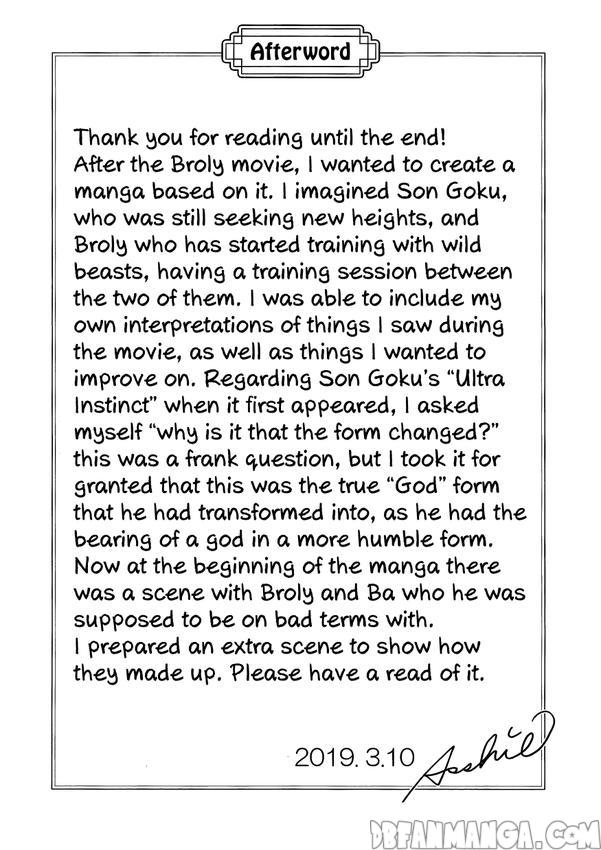 Afterword
Thank you for reading until the end!
After the Broly movie, I wanted to create a
manga based on it. I imagined Son Goku,
who was still seeking new heights, and
Broly who has started training with wild
beasts, having a training session between
the two of them. I was able to include my
own interpretations of things I saw during
the movie, as well as things I wanted to
improve on. Regarding Son Goku's "Ultra
Instinct" when it first appeared, I asked
myself "why is it that the form changed?"
this was a frank question, but I took it for
granted that this was the true "God" form
that he had transformed into, as he had the
bearing of a god in a more humble form.
Now at the beginning of the manga there
was a scene with Broly and Ba who he was
supposed to be on bad terms with.
I prepared an extra scene to show how
they made up. Please have a read of it.
2019. 3.10
DBFANMANGA.COM